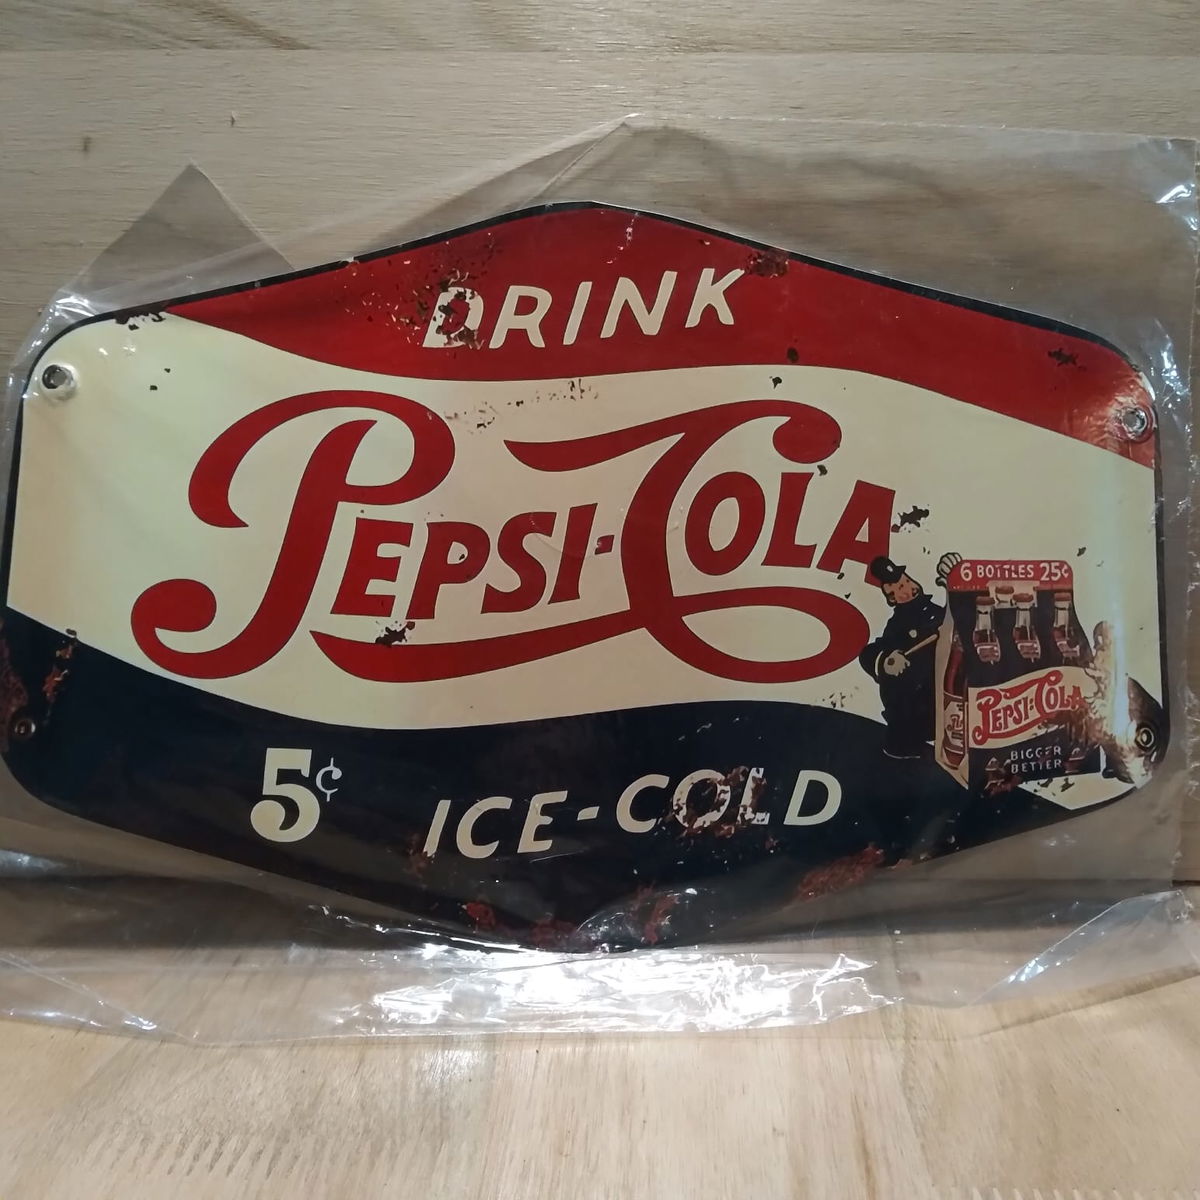 DRINK
PEPSI-COLA
6 BOTTLES 25¢
PEPSI-COLA
BIGGER
BETTER
5¢ ICE-COLD